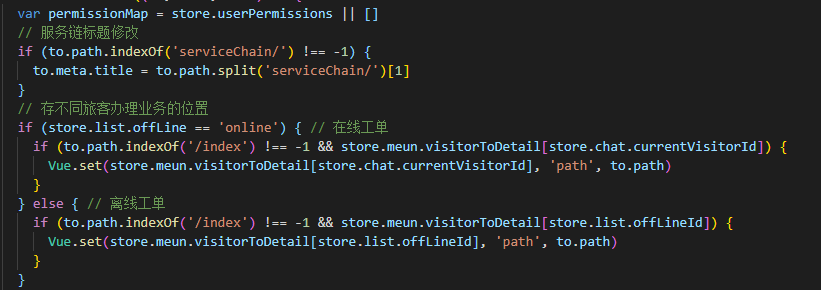 var permissionMap = store.userPermissions || []
// 服务链标题修改
if (to.path.indexOf('serviceChain/') !== -1) {
to.meta.title = to.path.split('serviceChain/')[1]
}
// 存不同旅客办理业务的位置
if (store.list.offLine == 'online') { // 在线工单
if (to.path.indexOf('/index') !== -1 && store.meun.visitorToDetail[store.chat.currentVisitorId]) {
Vue.set(store.meun.visitorToDetail[store.chat.currentVisitorId], 'path', to.path)
}
} else { // 离线工单
if (to.path.indexOf('/index') !== -1 && store.meun.visitorToDetail[store.list.offLineId]) {
Vue.set(store.meun.visitorToDetail[store.list.offLineId], 'path', to.path)
}
}